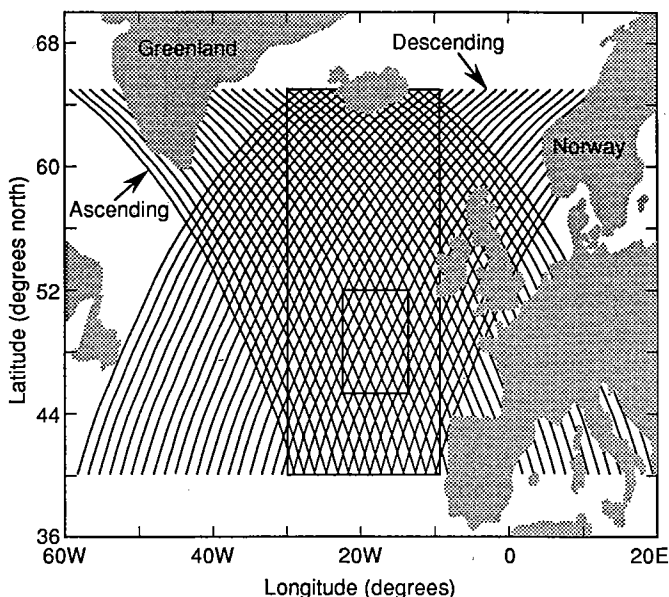 68
Greenland
Descending
60
Norway
Ascending
52
44
36
60W
40W
20W
0
20E
Latitude (degrees north)
Longitude (degrees)